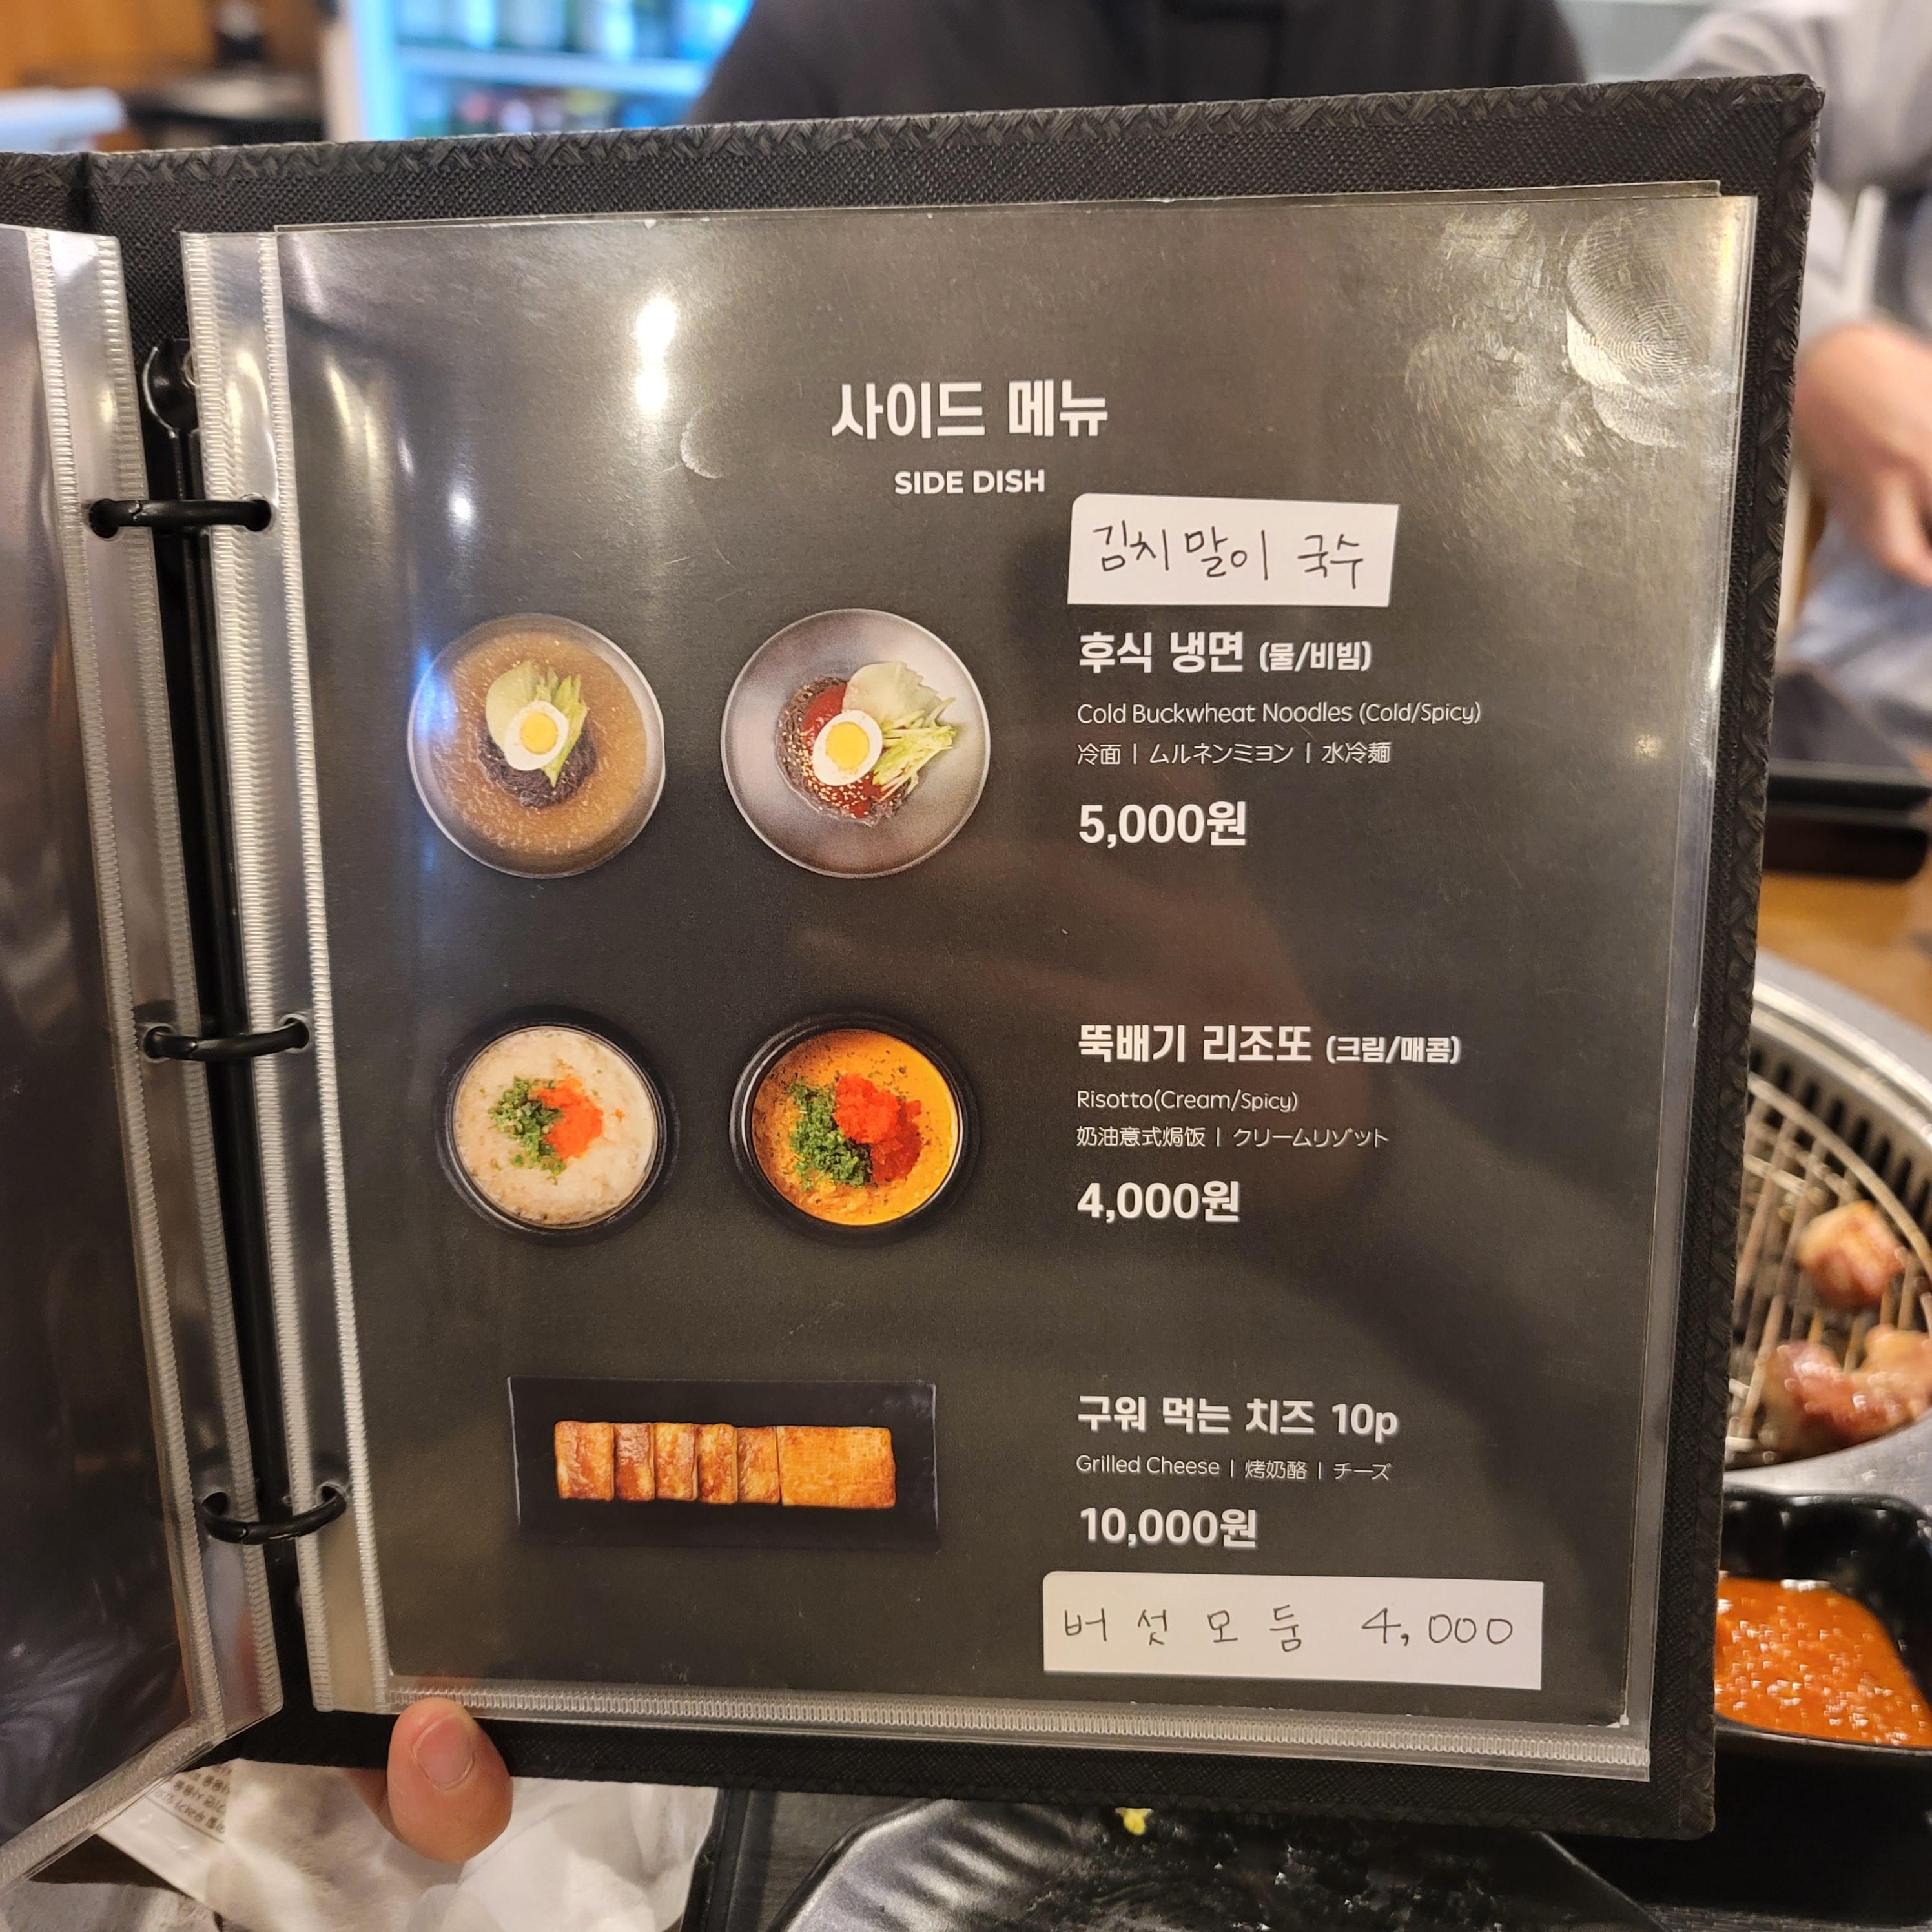 사이드 메뉴
SIDE DISH
김치말이 국수
후식 냉면 (물/비빔)
Cold Buckwheat Noodles (Cold/Spicy)
冷面 | ムルネンミョン | 水冷麺
5,000원
뚝배기 리조또 (크림/매콤)
Risotto(Cream/Spicy)
奶油意式焗饭 | クリームリゾット
4,000원
구워 먹는 치즈 10p
Grilled Cheese | 烤奶酪 | チーズ
10,000원
버섯모둠 4,000